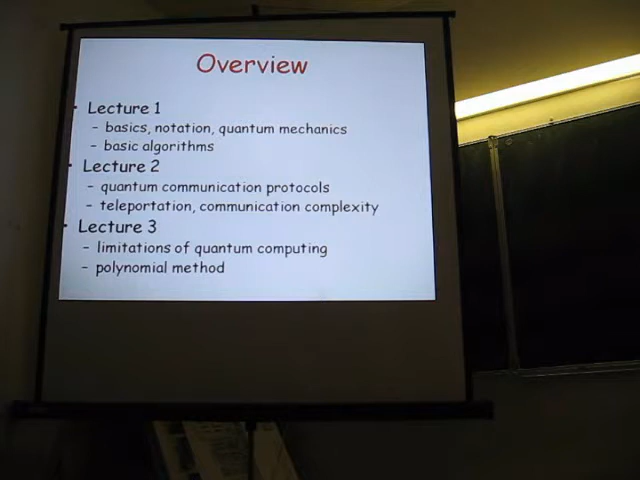 Overview
• Lecture 1
– basics, notation, quantum mechanics
– basic algorithms
• Lecture 2
– quantum communication protocols
– teleportation, communication complexity
• Lecture 3
– limitations of quantum computing
– polynomial method